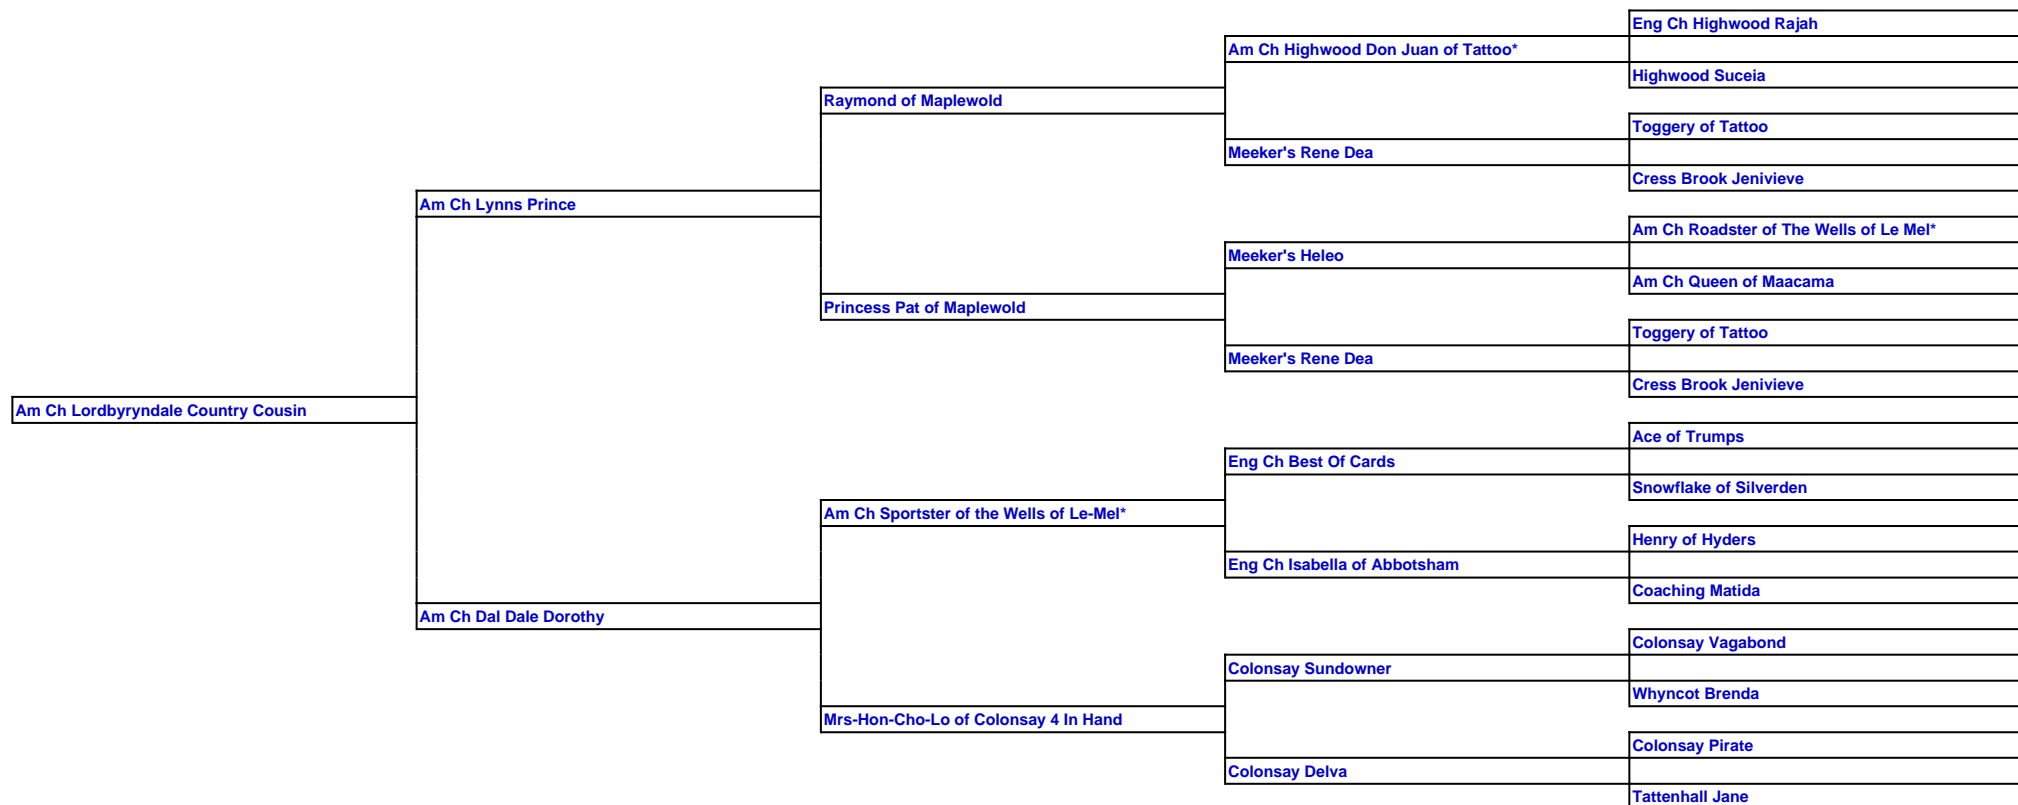 Eng Ch Highwood Rajah
Am Ch Highwood Don Juan of Tattoo*
Highwood Suceia
Raymond of Maplewold
Toggery of Tattoo
Meeker's Rene Dea
Cress Brook Jenivieve
Am Ch Lynns Prince
Am Ch Roadster of The Wells of Le Mel*
Meeker's Heleo
Am Ch Queen of Maacama
Princess Pat of Maplewold
Toggery of Tattoo
Meeker's Rene Dea
Cress Brook Jenivieve
Am Ch Lordbyryndale Country Cousin
Ace of Trumps
Eng Ch Best Of Cards
Snowflake of Silverden
Am Ch Sportster of the Wells of Le-Mel*
Henry of Hyders
Eng Ch Isabella of Abbotsham
Coaching Matida
Am Ch Dal Dale Dorothy
Colonsay Vagabond
Colonsay Sundowner
Whyncot Brenda
Mrs-Hon-Cho-Lo of Colonsay 4 In Hand
Colonsay Pirate
Colonsay Delva
Tattenhall Jane